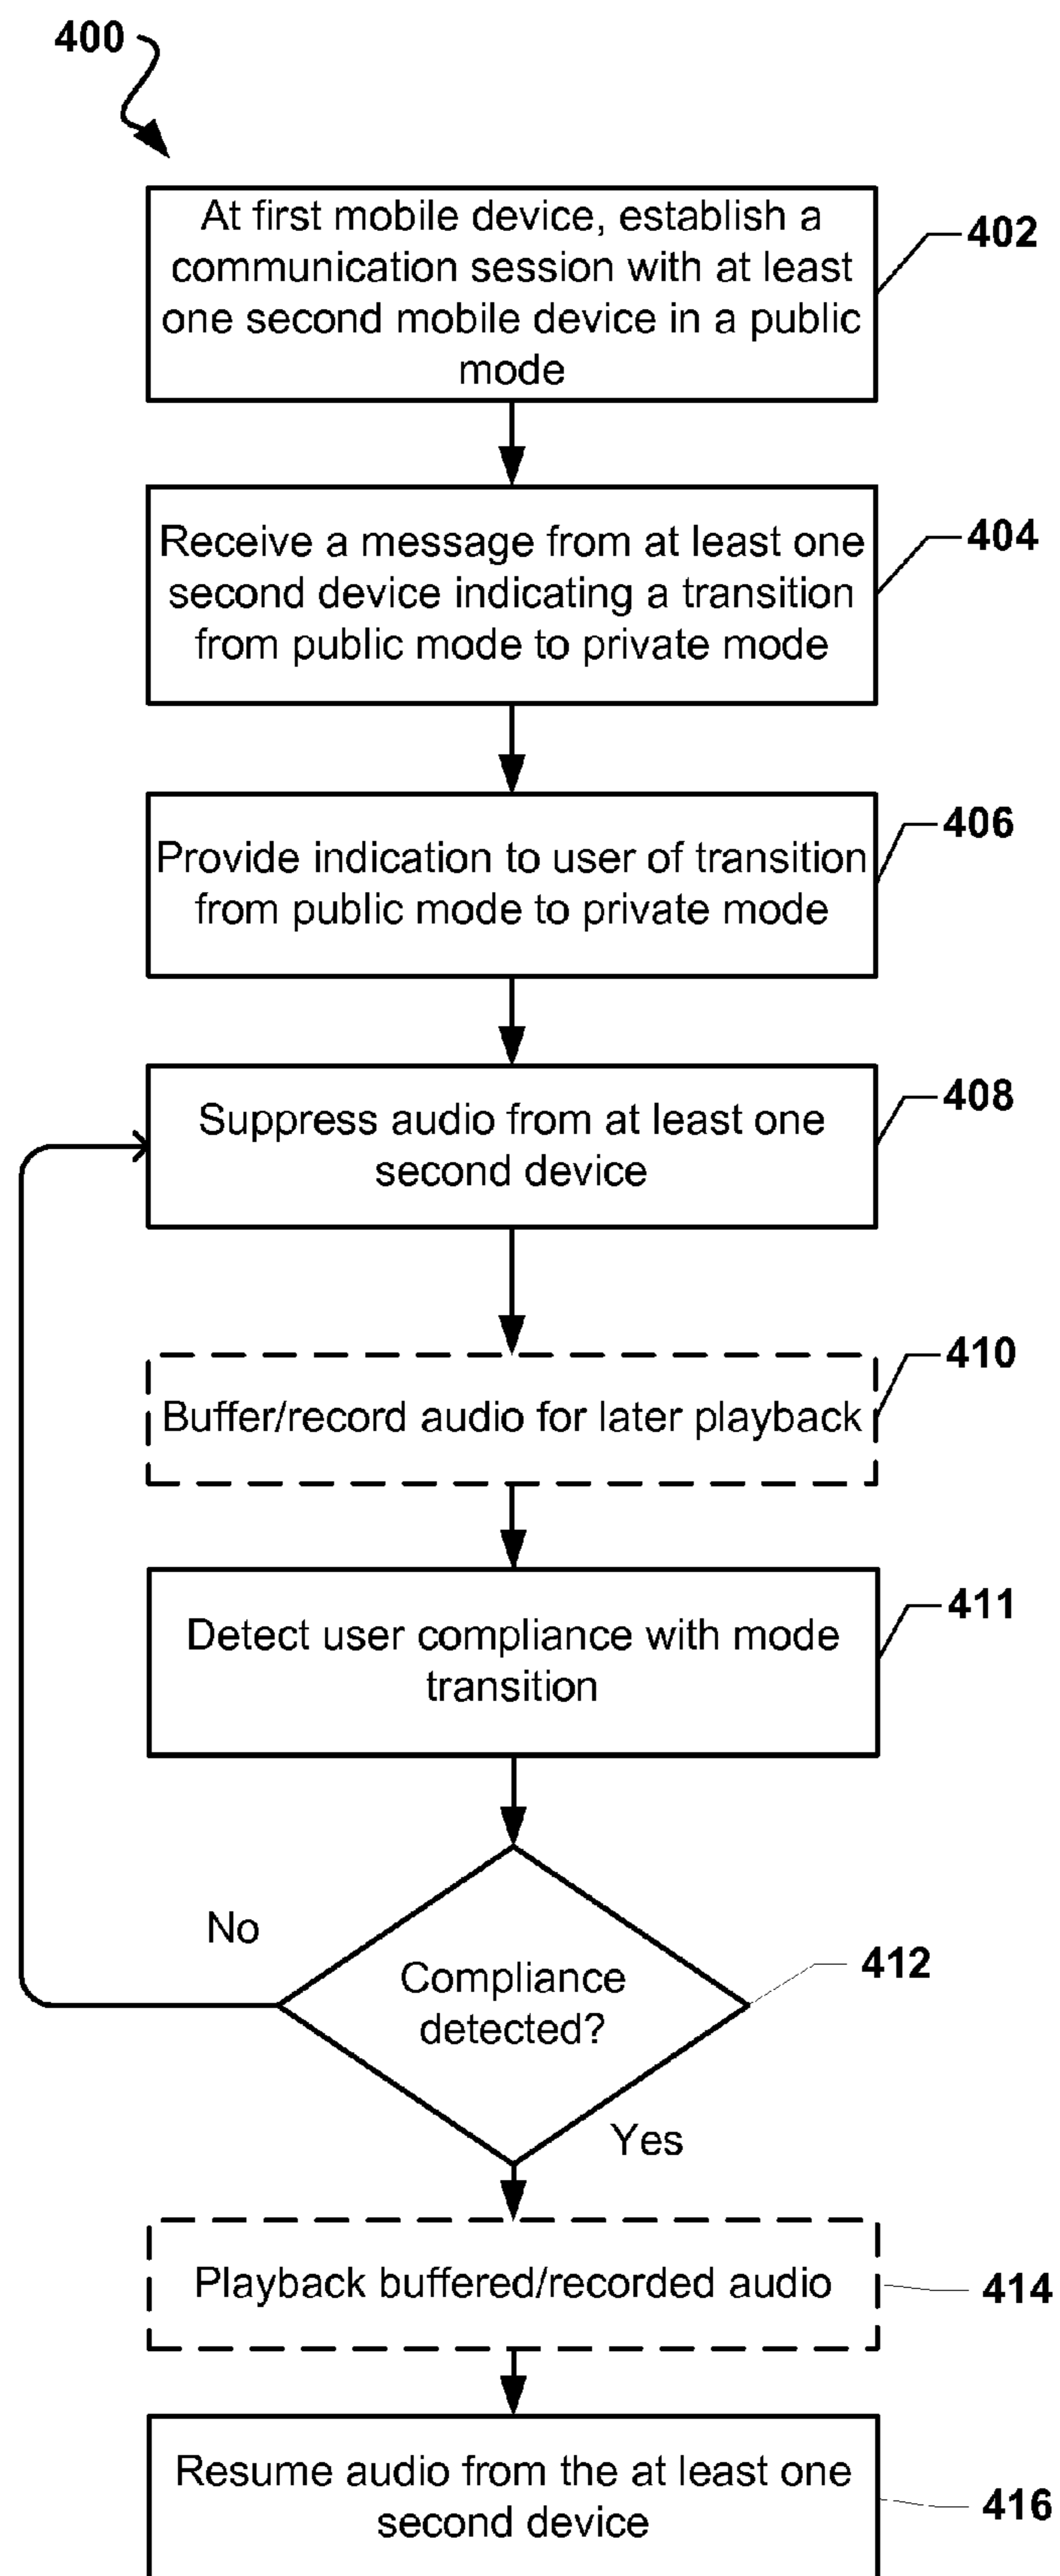 400
At first mobile device, establish a
communication session with at least
one second mobile device in a public
mode
402
Receive a message from at least one
second device indicating a transition
from public mode to private mode
404
Provide indication to user of transition
from public mode to private mode
406
Suppress audio from at least one
second device
408
Buffer/record audio for later playback
410
Detect user compliance with mode
transition
411
Compliance
detected?
412
No
Yes
Playback buffered/recorded audio
414
Resume audio from the at least one
second device
416